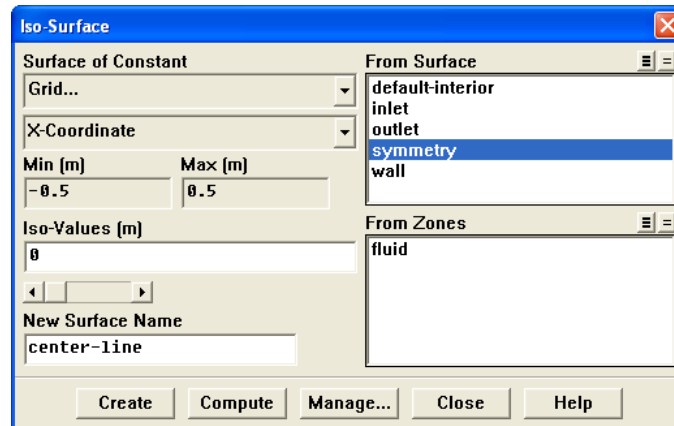 Iso-Surface
Surface of Constant
Grid...
X-Coordinate
Min (m) Max (m)
-0.5 0.5
Iso-Values (m)
0
New Surface Name
center-line
From Surface
default-interior
inlet
outlet
symmetry
wall
From Zones
fluid
Create Compute Manage... Close Help